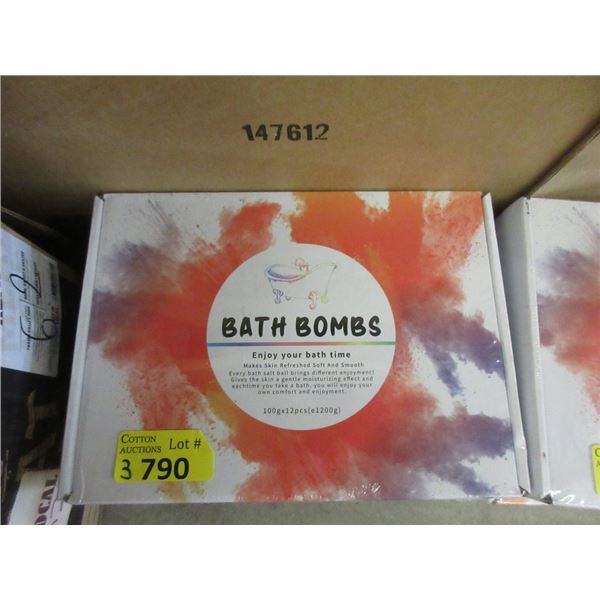 147612
BATH BOMBS
Enjoy your bath time
Makes Skin Refreshed Soft And Smooth
Every bath salt ball brings different enjoyment!
Gives the skin a gentle moisturizing effect and
eachtime you take a bath, you will enjoy your
own comfort and enjoyment.
100gx12pcs(e1200g)
COTTON
AUCTIONS
Lot #
3 790